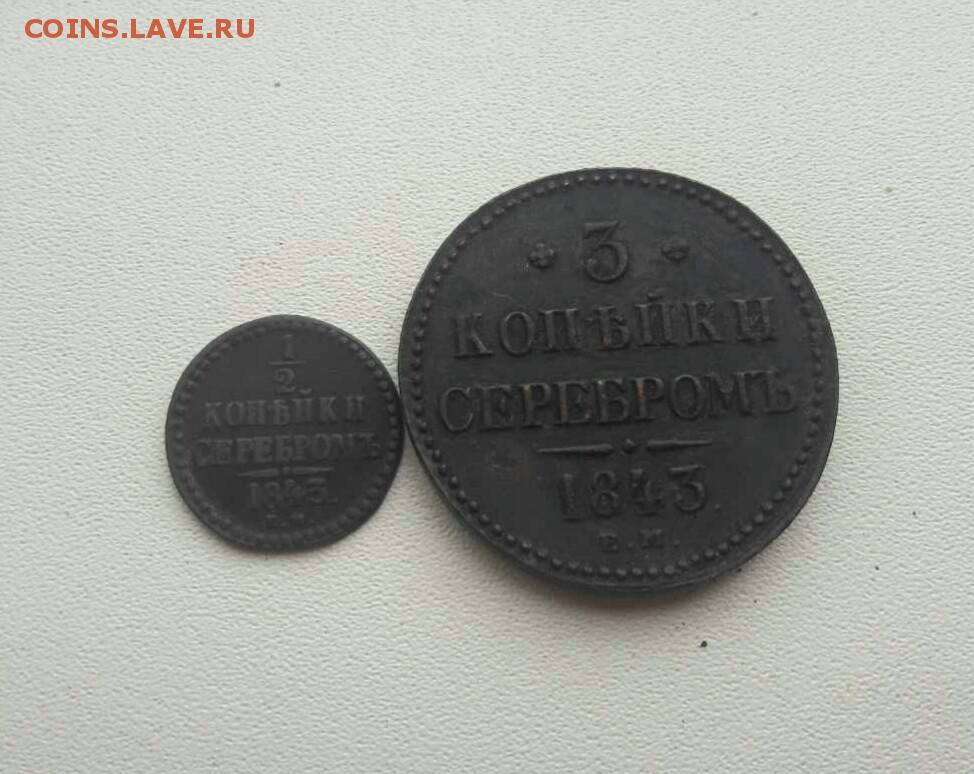 COINS.LAVE.RU
1/2
КОПѢЙКИ
СЕРЕБРОМЪ
1843.
3
КОПѢЙКИ
СЕРЕБРОМЪ
1843.
Е.М.